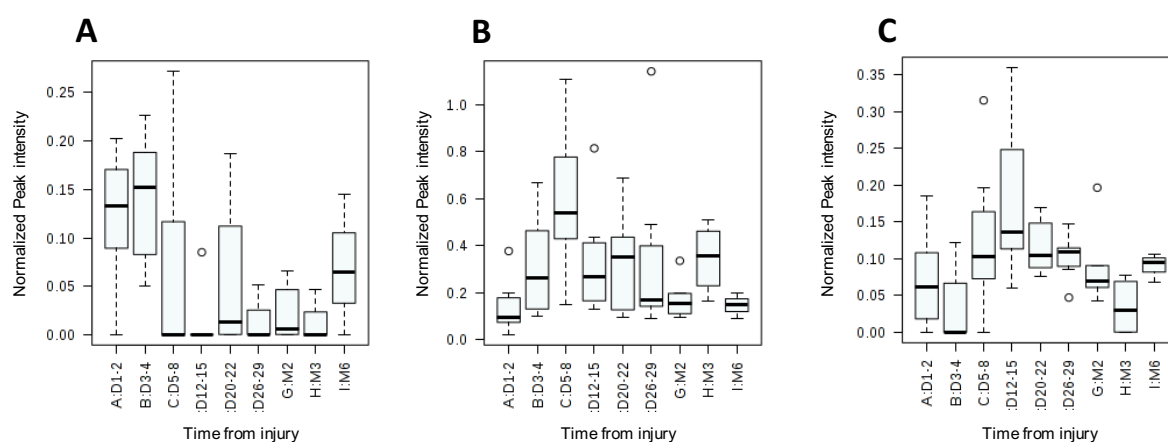 A
B
C
Normalized Peak intensity
0.25
0.20
0.15
0.10
0.05
0.00
A:D1-2
B:D3-4
C:D5-8
:D12-15
:D20-22
:D26-29
G:M2
H:M3
I:M6
Time from injury
Normalized Peak intensity
1.0
0.8
0.6
0.4
0.2
0.0
A:D1-2
B:D3-4
C:D5-8
:D12-15
:D20-22
:D26-29
G:M2
H:M3
I:M6
Time from injury
Normalized Peak intensity
0.35
0.30
0.25
0.20
0.15
0.10
0.05
0.00
A:D1-2
B:D3-4
C:D5-8
:D12-15
:D20-22
:D26-29
G:M2
H:M3
I:M6
Time from injury